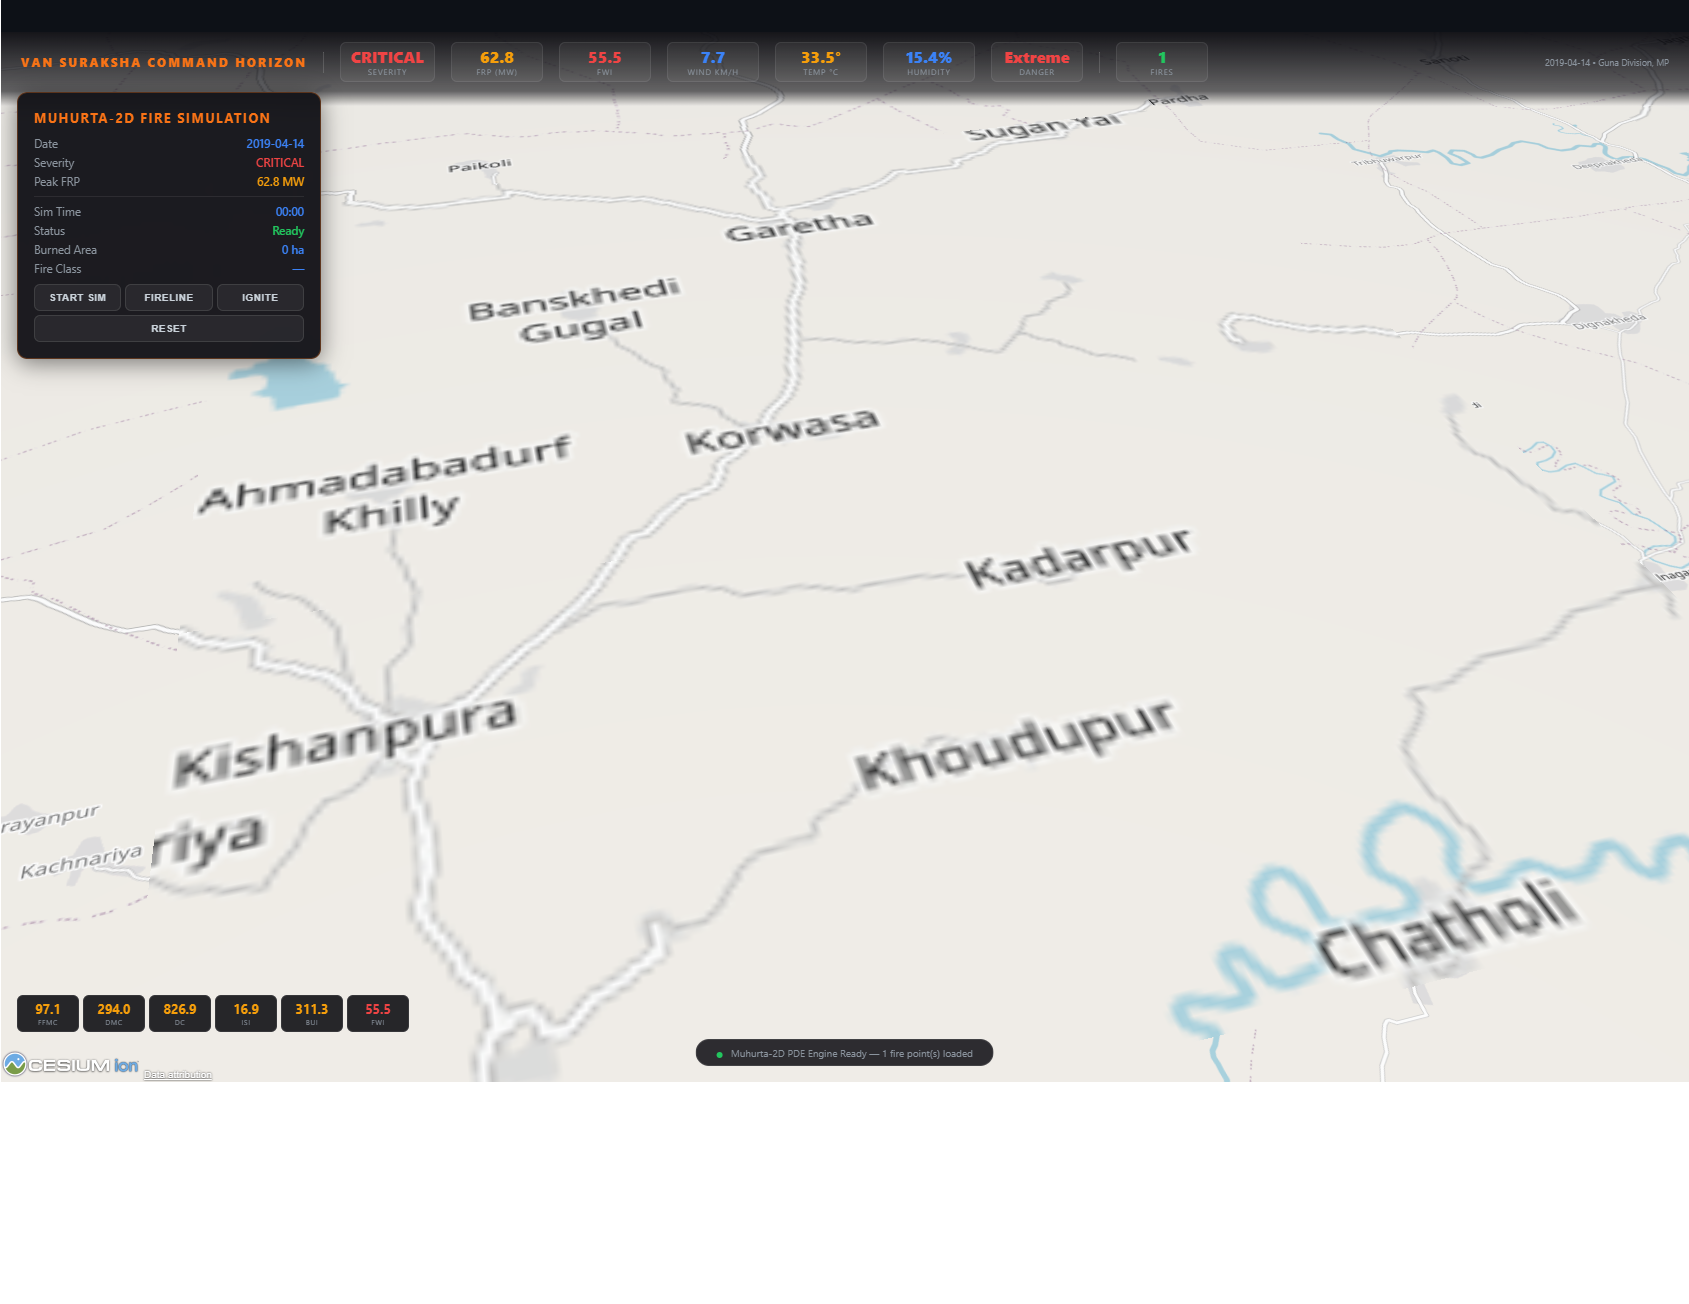 VAN SURAKSHA COMMAND HORIZON
CRITICAL
SEVERITY
62.8
FRP (MW)
55.5
FWI
7.7
WIND KM/H
33.5°
TEMP °C
15.4%
HUMIDITY
Extreme
DANGER
1
FIRES
2019-04-14 • Guna Division, MP
MUHURTA-2D FIRE SIMULATION
Date 2019-04-14
Severity CRITICAL
Peak FRP 62.8 MW
Sim Time 00:00
Status Ready
Burned Area 0 ha
Fire Class —
START SIM FIRELINE IGNITE
RESET
Pardha
Sugan Yai
Paikoli
Tribhuwarpur
Deepnakheda
Garetha
Banskhedi
Gugal
Dignakheda
Korwasa
Ahmadabadurf
Khilly
Kadarpur
Inaga
Kishanpura
Khoudupur
rayanpur
riya
Kachnariya
Chatholi
97.1
FFMC
294.0
DMC
826.9
DC
16.9
ISI
311.3
BUI
55.5
FWI
Muhurta-2D PDE Engine Ready — 1 fire point(s) loaded
CESIUM ion
Data attribution